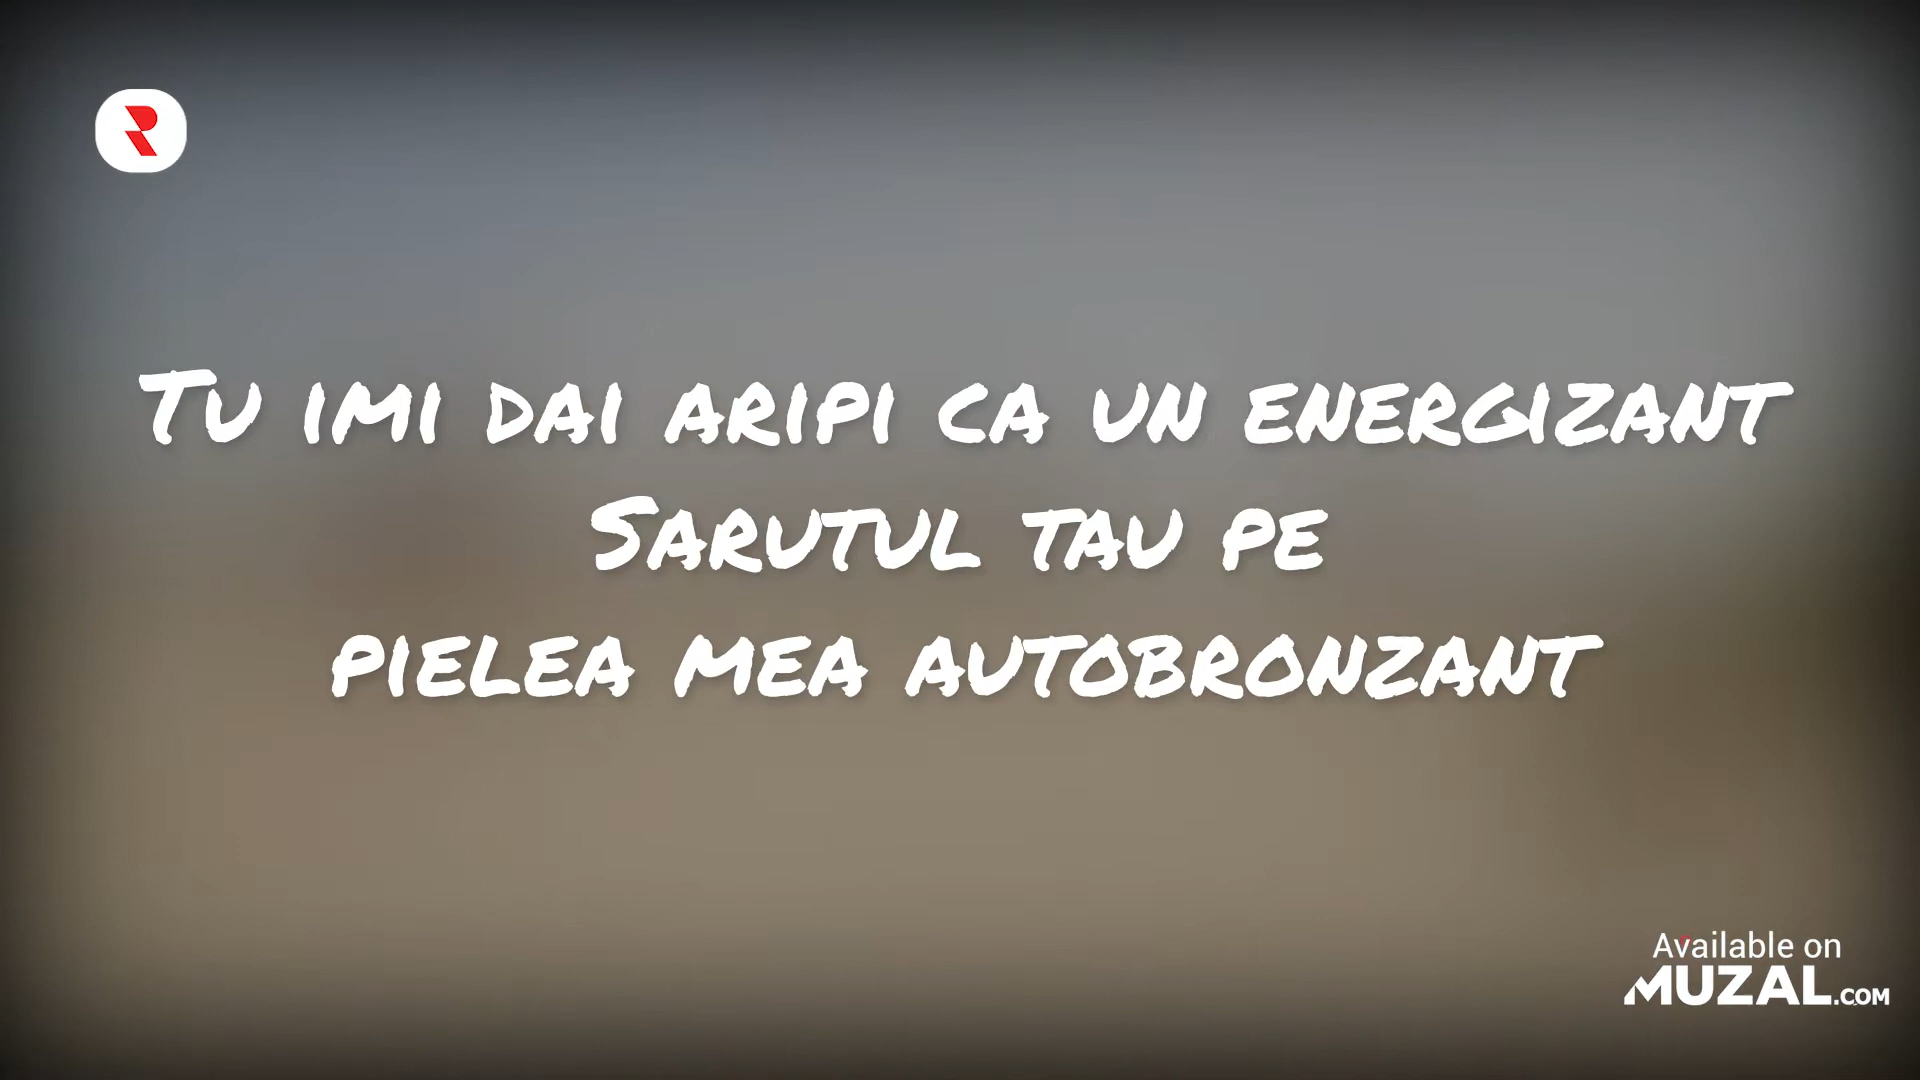 Tu imi dai aripi ca un energizant
Sarutul tau pe
pielea mea autobronzant
Available on
MUZAL.COM